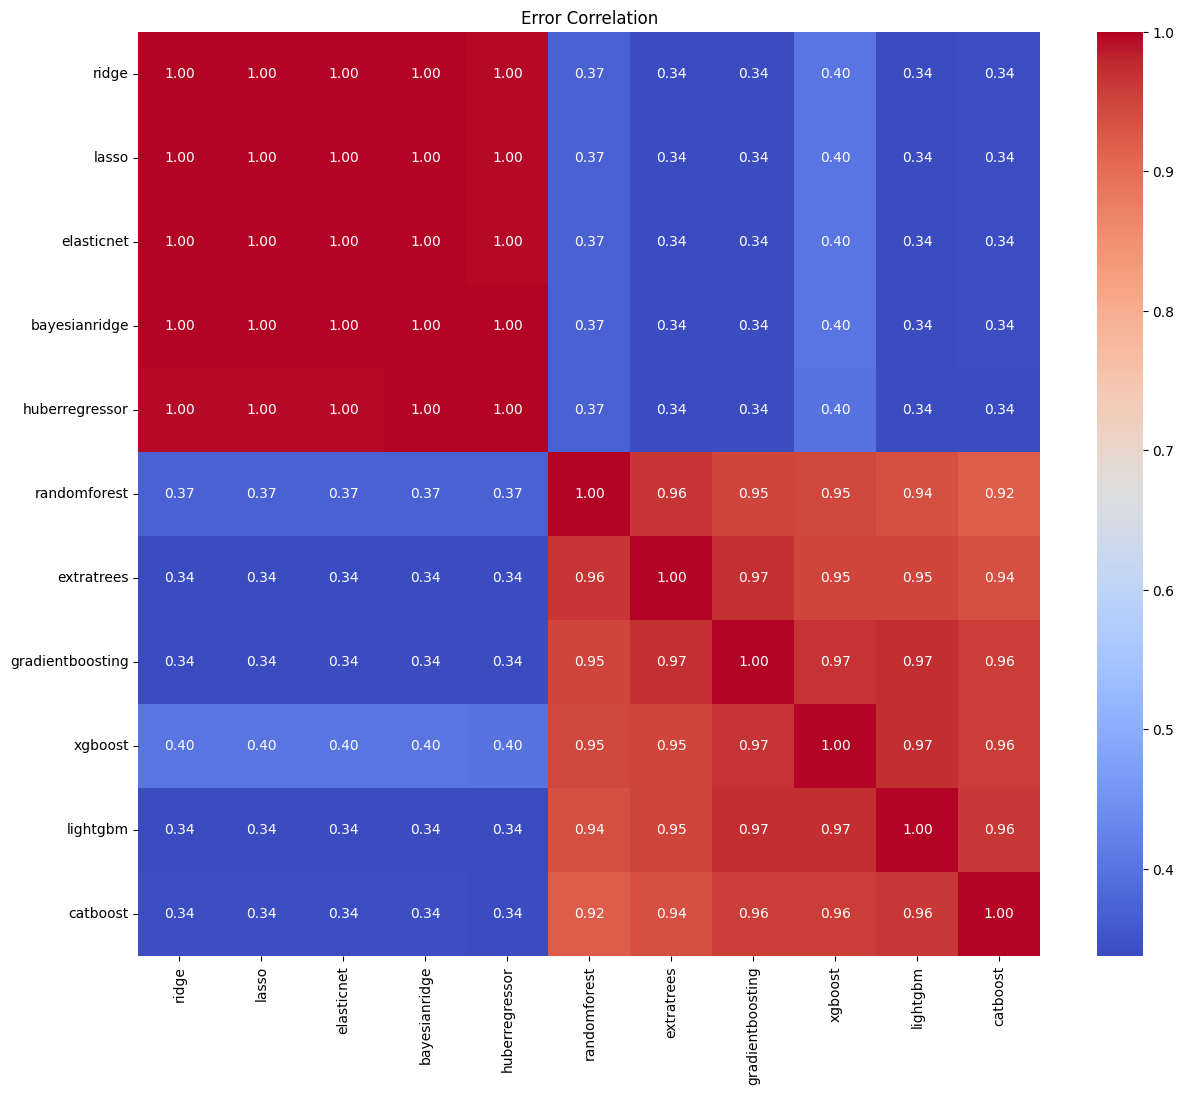 Error Correlation
ridge 1.00 1.00 1.00 1.00 1.00 0.37 0.34 0.34 0.40 0.34 0.34
lasso 1.00 1.00 1.00 1.00 1.00 0.37 0.34 0.34 0.40 0.34 0.34
elasticnet 1.00 1.00 1.00 1.00 1.00 0.37 0.34 0.34 0.40 0.34 0.34
bayesianridge 1.00 1.00 1.00 1.00 1.00 0.37 0.34 0.34 0.40 0.34 0.34
huberregressor 1.00 1.00 1.00 1.00 1.00 0.37 0.34 0.34 0.40 0.34 0.34
randomforest 0.37 0.37 0.37 0.37 0.37 1.00 0.96 0.95 0.95 0.94 0.92
extratrees 0.34 0.34 0.34 0.34 0.34 0.96 1.00 0.97 0.95 0.95 0.94
gradientboosting 0.34 0.34 0.34 0.34 0.34 0.95 0.97 1.00 0.97 0.97 0.96
xgboost 0.40 0.40 0.40 0.40 0.40 0.95 0.95 0.97 1.00 0.97 0.96
lightgbm 0.34 0.34 0.34 0.34 0.34 0.94 0.95 0.97 0.97 1.00 0.96
catboost 0.34 0.34 0.34 0.34 0.34 0.92 0.94 0.96 0.96 0.96 1.00
ridge
lasso
elasticnet
bayesianridge
huberregressor
randomforest
extratrees
gradientboosting
xgboost
lightgbm
catboost
1.0
0.9
0.8
0.7
0.6
0.5
0.4